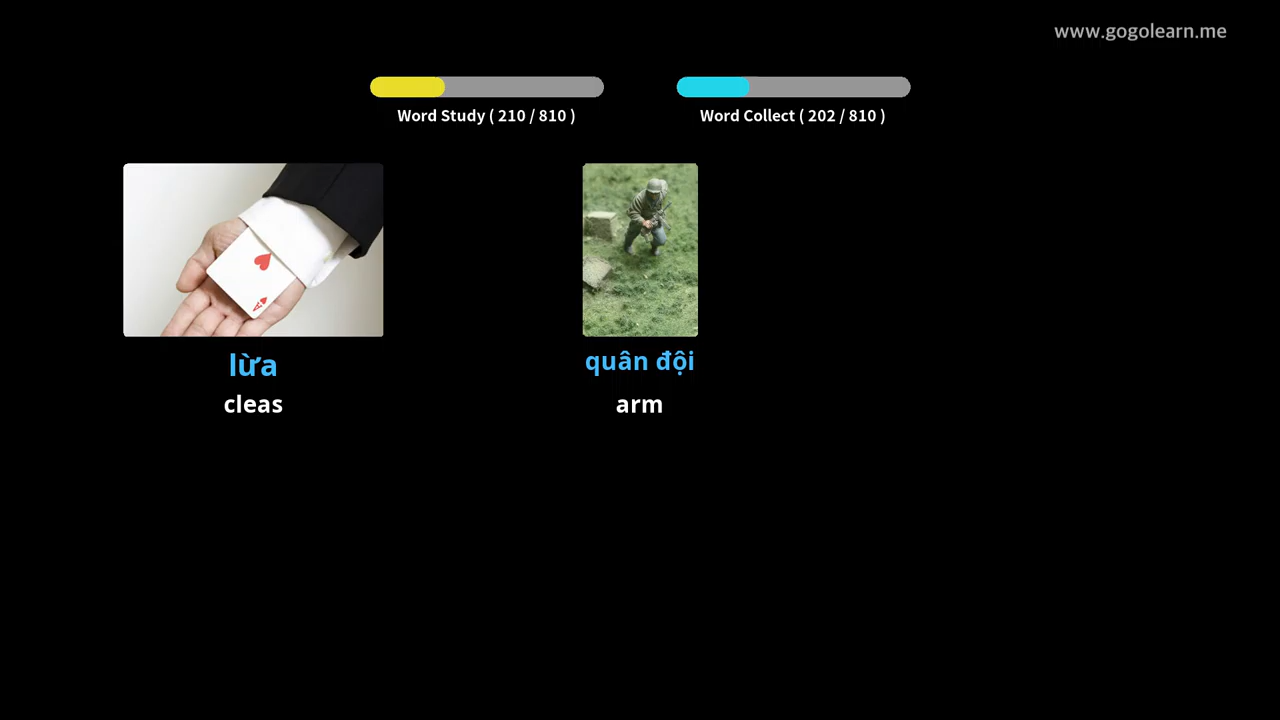 www.gogolearn.me
Word Study ( 210 / 810 )
Word Collect ( 202 / 810 )
lừa
cleas
quân đội
arm